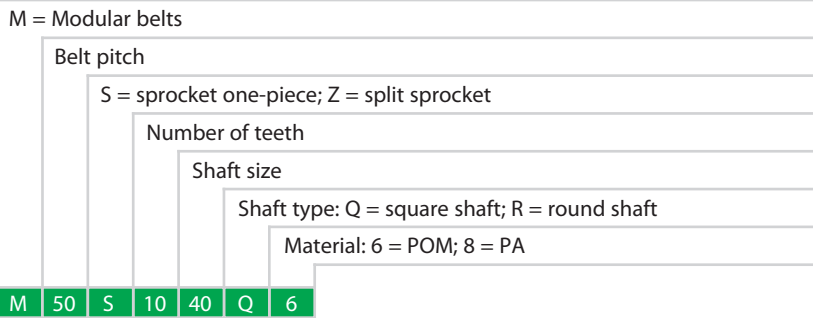 M = Modular belts
Belt pitch
S = sprocket one-piece; Z = split sprocket
Number of teeth
Shaft size
Shaft type: Q = square shaft; R = round shaft
Material: 6 = POM; 8 = PA
M 50 S 10 40 Q 6